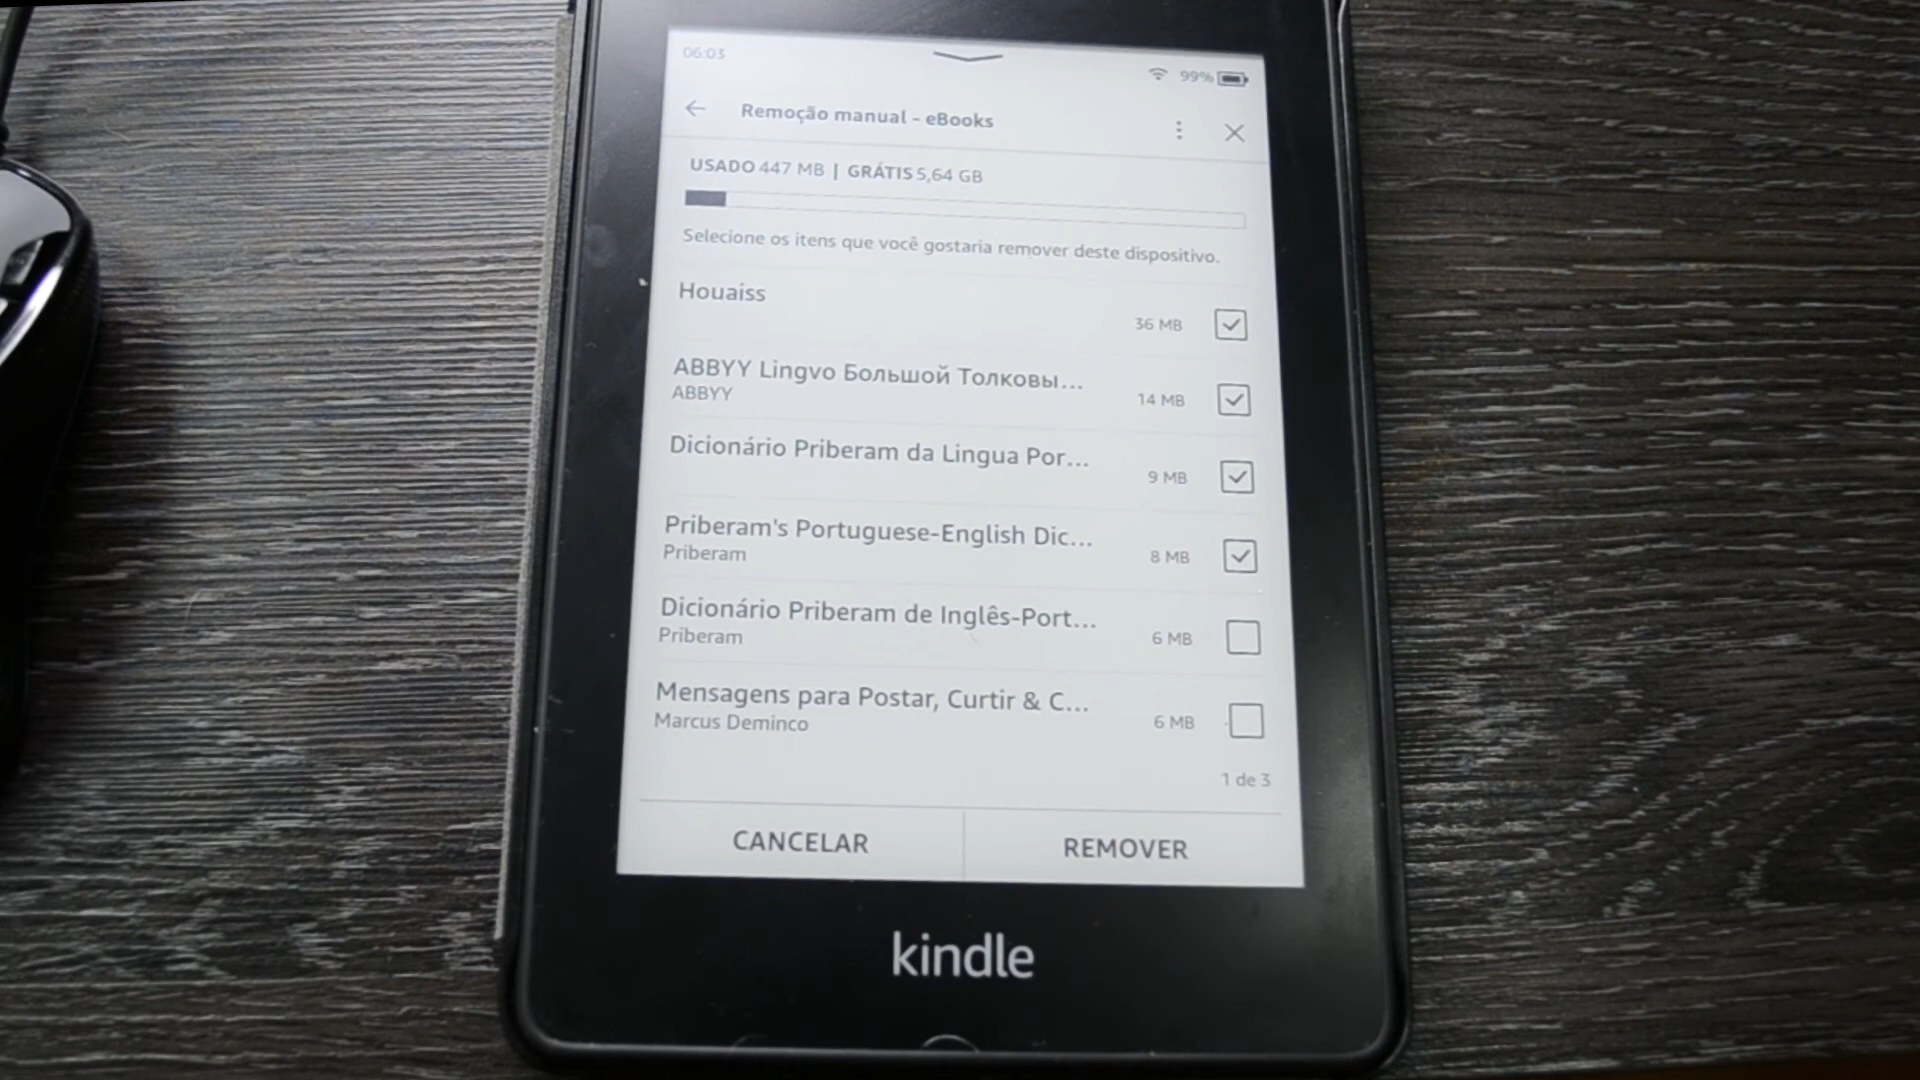 06:03
99%
Remoção manual - eBooks
USADO 447 MB | GRÁTIS 5,64 GB
Selecione os itens que você gostaria remover deste dispositivo.
Houaiss
36 MB
ABBYY Lingvo Большой Толковы...
ABBYY
14 MB
Dicionário Priberam da Lingua Por...
9 MB
Priberam's Portuguese-English Dic...
Priberam
8 MB
Dicionário Priberam de Inglês-Port...
Priberam
6 MB
Mensagens para Postar, Curtir & C...
Marcus Deminco
6 MB
1 de 3
CANCELAR
REMOVER
kindle